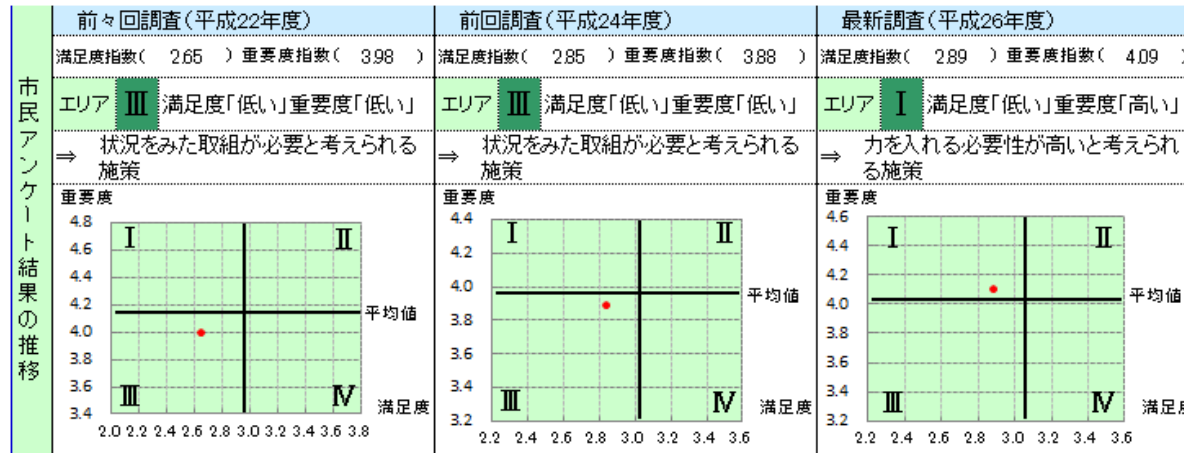 市民アンケート結果の推移
前々回調査(平成22年度)
満足度指数( 2.65 )重要度指数( 3.98 )
エリア Ⅲ 満足度「低い」重要度「低い」
⇒ 状況をみた取組が必要と考えられる
施策
重要度
4.8
4.6
4.4
4.2
4.0
3.8
3.6
3.4
Ⅰ Ⅱ
Ⅲ Ⅳ
平均値
満足度
2.0 2.2 2.4 2.6 2.8 3.0 3.2 3.4 3.6 3.8
前回調査(平成24年度)
満足度指数( 2.85 )重要度指数( 3.88 )
エリア Ⅲ 満足度「低い」重要度「低い」
⇒ 状況をみた取組が必要と考えられる
施策
重要度
4.4
4.2
4.0
3.8
3.6
3.4
3.2
Ⅰ Ⅱ
Ⅲ Ⅳ
平均値
満足度
2.2 2.4 2.6 2.8 3.0 3.2 3.4 3.6
最新調査(平成26年度)
満足度指数( 2.89 )重要度指数( 4.09 )
エリア Ⅰ 満足度「低い」重要度「高い」
⇒ 力を入れる必要性が高いと考えられ
る施策
重要度
4.6
4.4
4.2
4.0
3.8
3.6
3.4
3.2
Ⅰ Ⅱ
Ⅲ Ⅳ
平均値
満足度
2.2 2.4 2.6 2.8 3.0 3.2 3.4 3.6